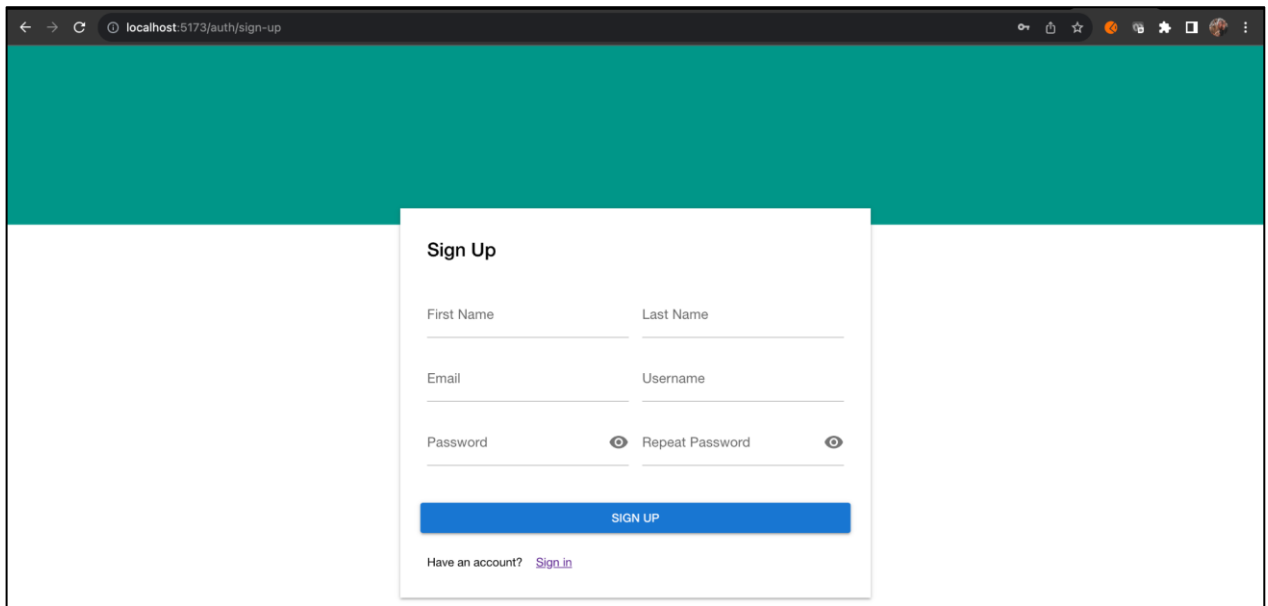 localhost:5173/auth/sign-up
Sign Up
First Name Last Name
Email Username
Password Repeat Password
SIGN UP
Have an account? Sign in